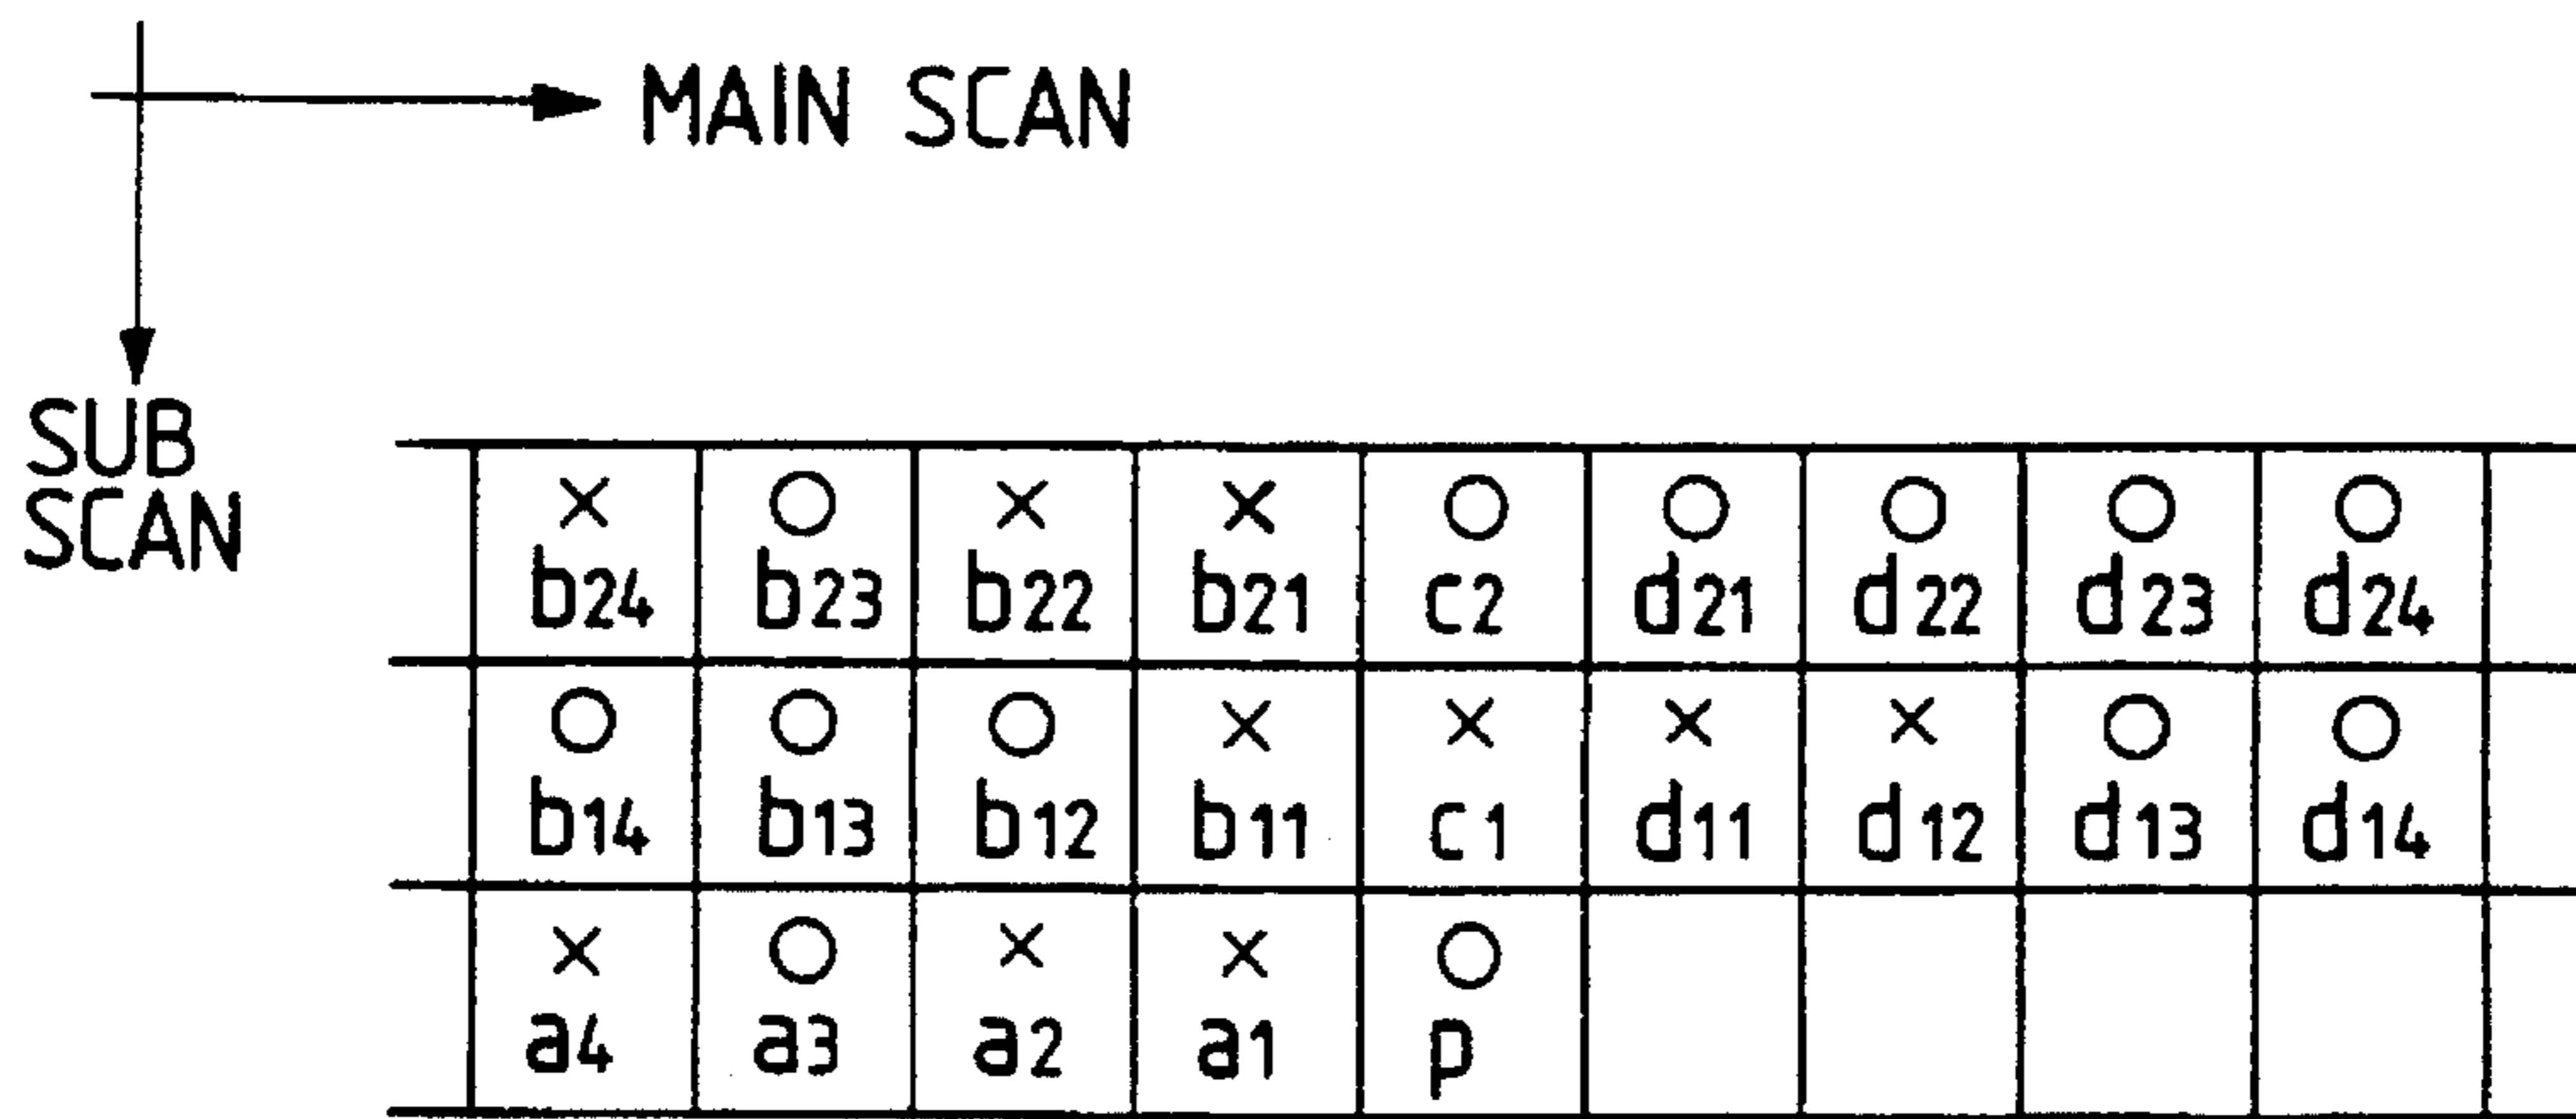 MAIN SCAN
SUB
SCAN
× ○ × × ○ ○ ○ ○ ○
b24 b23 b22 b21 c2 d21 d22 d23 d24
○ ○ ○ × × × × ○ ○
b14 b13 b12 b11 c1 d11 d12 d13 d14
× ○ × × ○
a4 a3 a2 a1 p